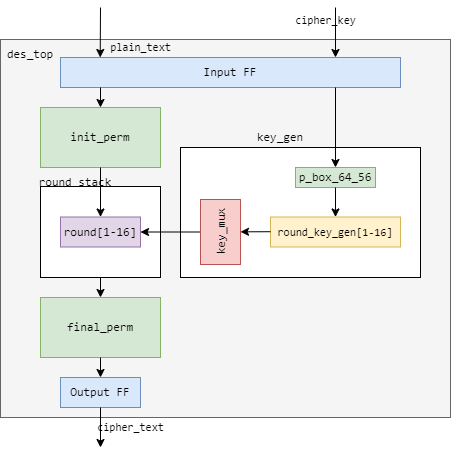 cipher_key
plain_text
des_top
Input FF
init_perm
key_gen
p_box_64_56
round_stack
key_mux
round[1-16]
round_key_gen[1-16]
final_perm
Output FF
cipher_text